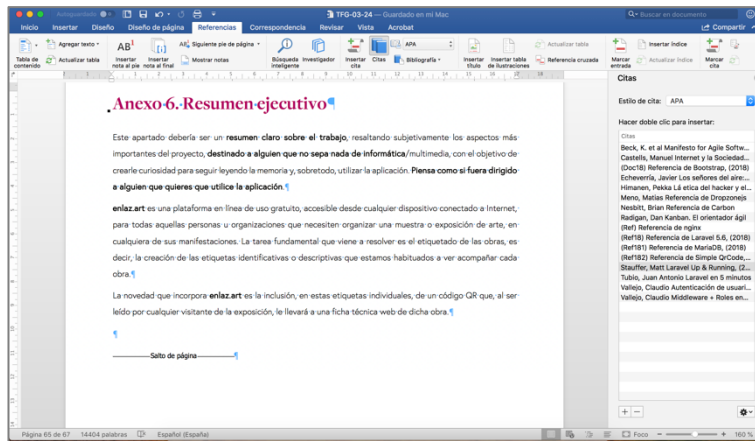 Autoguardado
TFG-03-24 — Guardado en mi Mac
Buscar en documento
Inicio Insertar Diseño Diseño de página Referencias Correspondencia Revisar Vista Acrobat
Compartir
Tabla de contenido
Agregar texto
Actualizar tabla
AB¹
Insertar nota al pie
Insertar nota al final
Siguiente pie de página
Mostrar notas
Búsqueda inteligente
Investigador
Insertar cita
Citas
APA
Bibliografía
Insertar título
Insertar tabla de ilustraciones
Actualizar tabla
Referencia cruzada
Marcar entrada
Insertar índice
Actualizar índice
Marcar cita
Anexo 6. Resumen ejecutivo¶
Este apartado debería ser un resumen claro sobre el trabajo, resaltando subjetivamente los aspectos más
importantes del proyecto, destinado a alguien que no sepa nada de informática/multimedia, con el objetivo de
crearle curiosidad para seguir leyendo la memoria y, sobretodo, utilizar la aplicación. Piensa como si fuera dirigido
a alguien que quieres que utilice la aplicación.¶
enlaz.art es una plataforma en línea de uso gratuito, accesible desde cualquier dispositivo conectado a Internet,
para todas aquellas personas u organizaciones que necesiten organizar una muestra o exposición de arte, en
cualquiera de sus manifestaciones. La tarea fundamental que viene a resolver es el etiquetado de las obras, es
decir, la creación de las etiquetas identificativas o descriptivas que estamos habituados a ver acompañar cada
obra.¶
La novedad que incorpora enlaz.art es la inclusión, en estas etiquetas individuales, de un código QR que, al ser
leído por cualquier visitante de la exposición, le llevará a una ficha técnica web de dicha obra.¶
¶
Salto de página¶
Citas
Estilo de cita: APA
Hacer doble clic para insertar:
Citas
Beck, K. et al Manifesto for Agile Softw...
Castells, Manuel Internet y la Sociedad...
(Doc18) Referencia de Bootstrap, (2018)
Echeverría, Javier Los señores del aire:...
Himanen, Pekka Lá etica del hacker y el...
Meno, Matias Referencia de Dropzonejs
Nesbitt, Brian Referencia de Carbon
Radigan, Dan Kanban. El orientador ágil
(Ref) Referencia de nginx
(Ref18) Referencia de Laravel 5.6, (2018)
(Ref181) Referencia de MariaDB, (2018)
(Ref182) Referencia de Simple QrCode,...
Stauffer, Matt Laravel Up & Running, (2...
Tubio, Juan Antonio Laravel en 5 minutos
Vallejo, Claudio Autenticación de usuari...
Vallejo, Claudio Middleware + Roles en...
Página 65 de 67 14404 palabras Español (España)
Foco
160 %